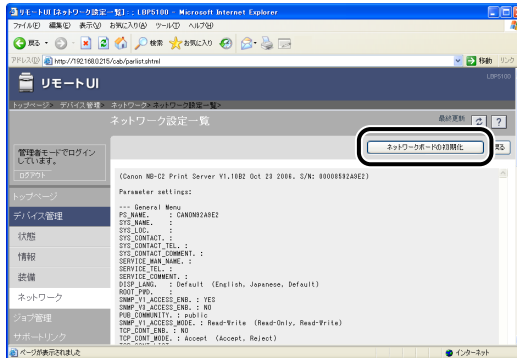 リモートUI [ネットワーク設定一覧] : : LBP5100 - Microsoft Internet Explorer
ファイル(F) 編集(E) 表示(V) お気に入り(A) ツール(T) ヘルプ(H)
戻る 検索 お気に入り
アドレス(D) http://192.168.0.215/cab/parlist.shtml 移動 リンク
リモートUI LBP5100
トップページ> デバイス管理> ネットワーク> ネットワーク設定一覧>
ネットワーク設定一覧 最終更新
ネットワークボードの初期化 戻る
管理者モードでログインしています。
ログアウト
トップページ
デバイス管理
状態
情報
装備
ネットワーク
ジョブ管理
サポートリンク
(Canon NB-C2 Print Server V1.10B2 Oct 23 2006, S/N: 00008592A9E2)
Parameter settings:
--- General Menu
PS_NAME. : CANON92A9E2
SYS_NAME. :
SYS_LOC. :
SYS_CONTACT. :
SYS_CONTACT_TEL. :
SYS_CONTACT_COMMENT. :
SERVICE_MAN_NAME. :
SERVICE_TEL. :
SERVICE_COMMENT. :
DISP_LANG. : Default (English, Japanese, Default)
ROOT_PWD. :
SNMP_V1_ACCESS_ENB. : YES
SNMP_V3_ACCESS_ENB. : NO
PUB_COMMUNITY. : public
SNMP_V1_ACCESS_MODE. : Read-Write (Read-Only, Read-Write)
TCP_CONT_ENB. : NO
TCP_CONT_MODE. : Accept (Accept, Reject)
ページが表示されました インターネット